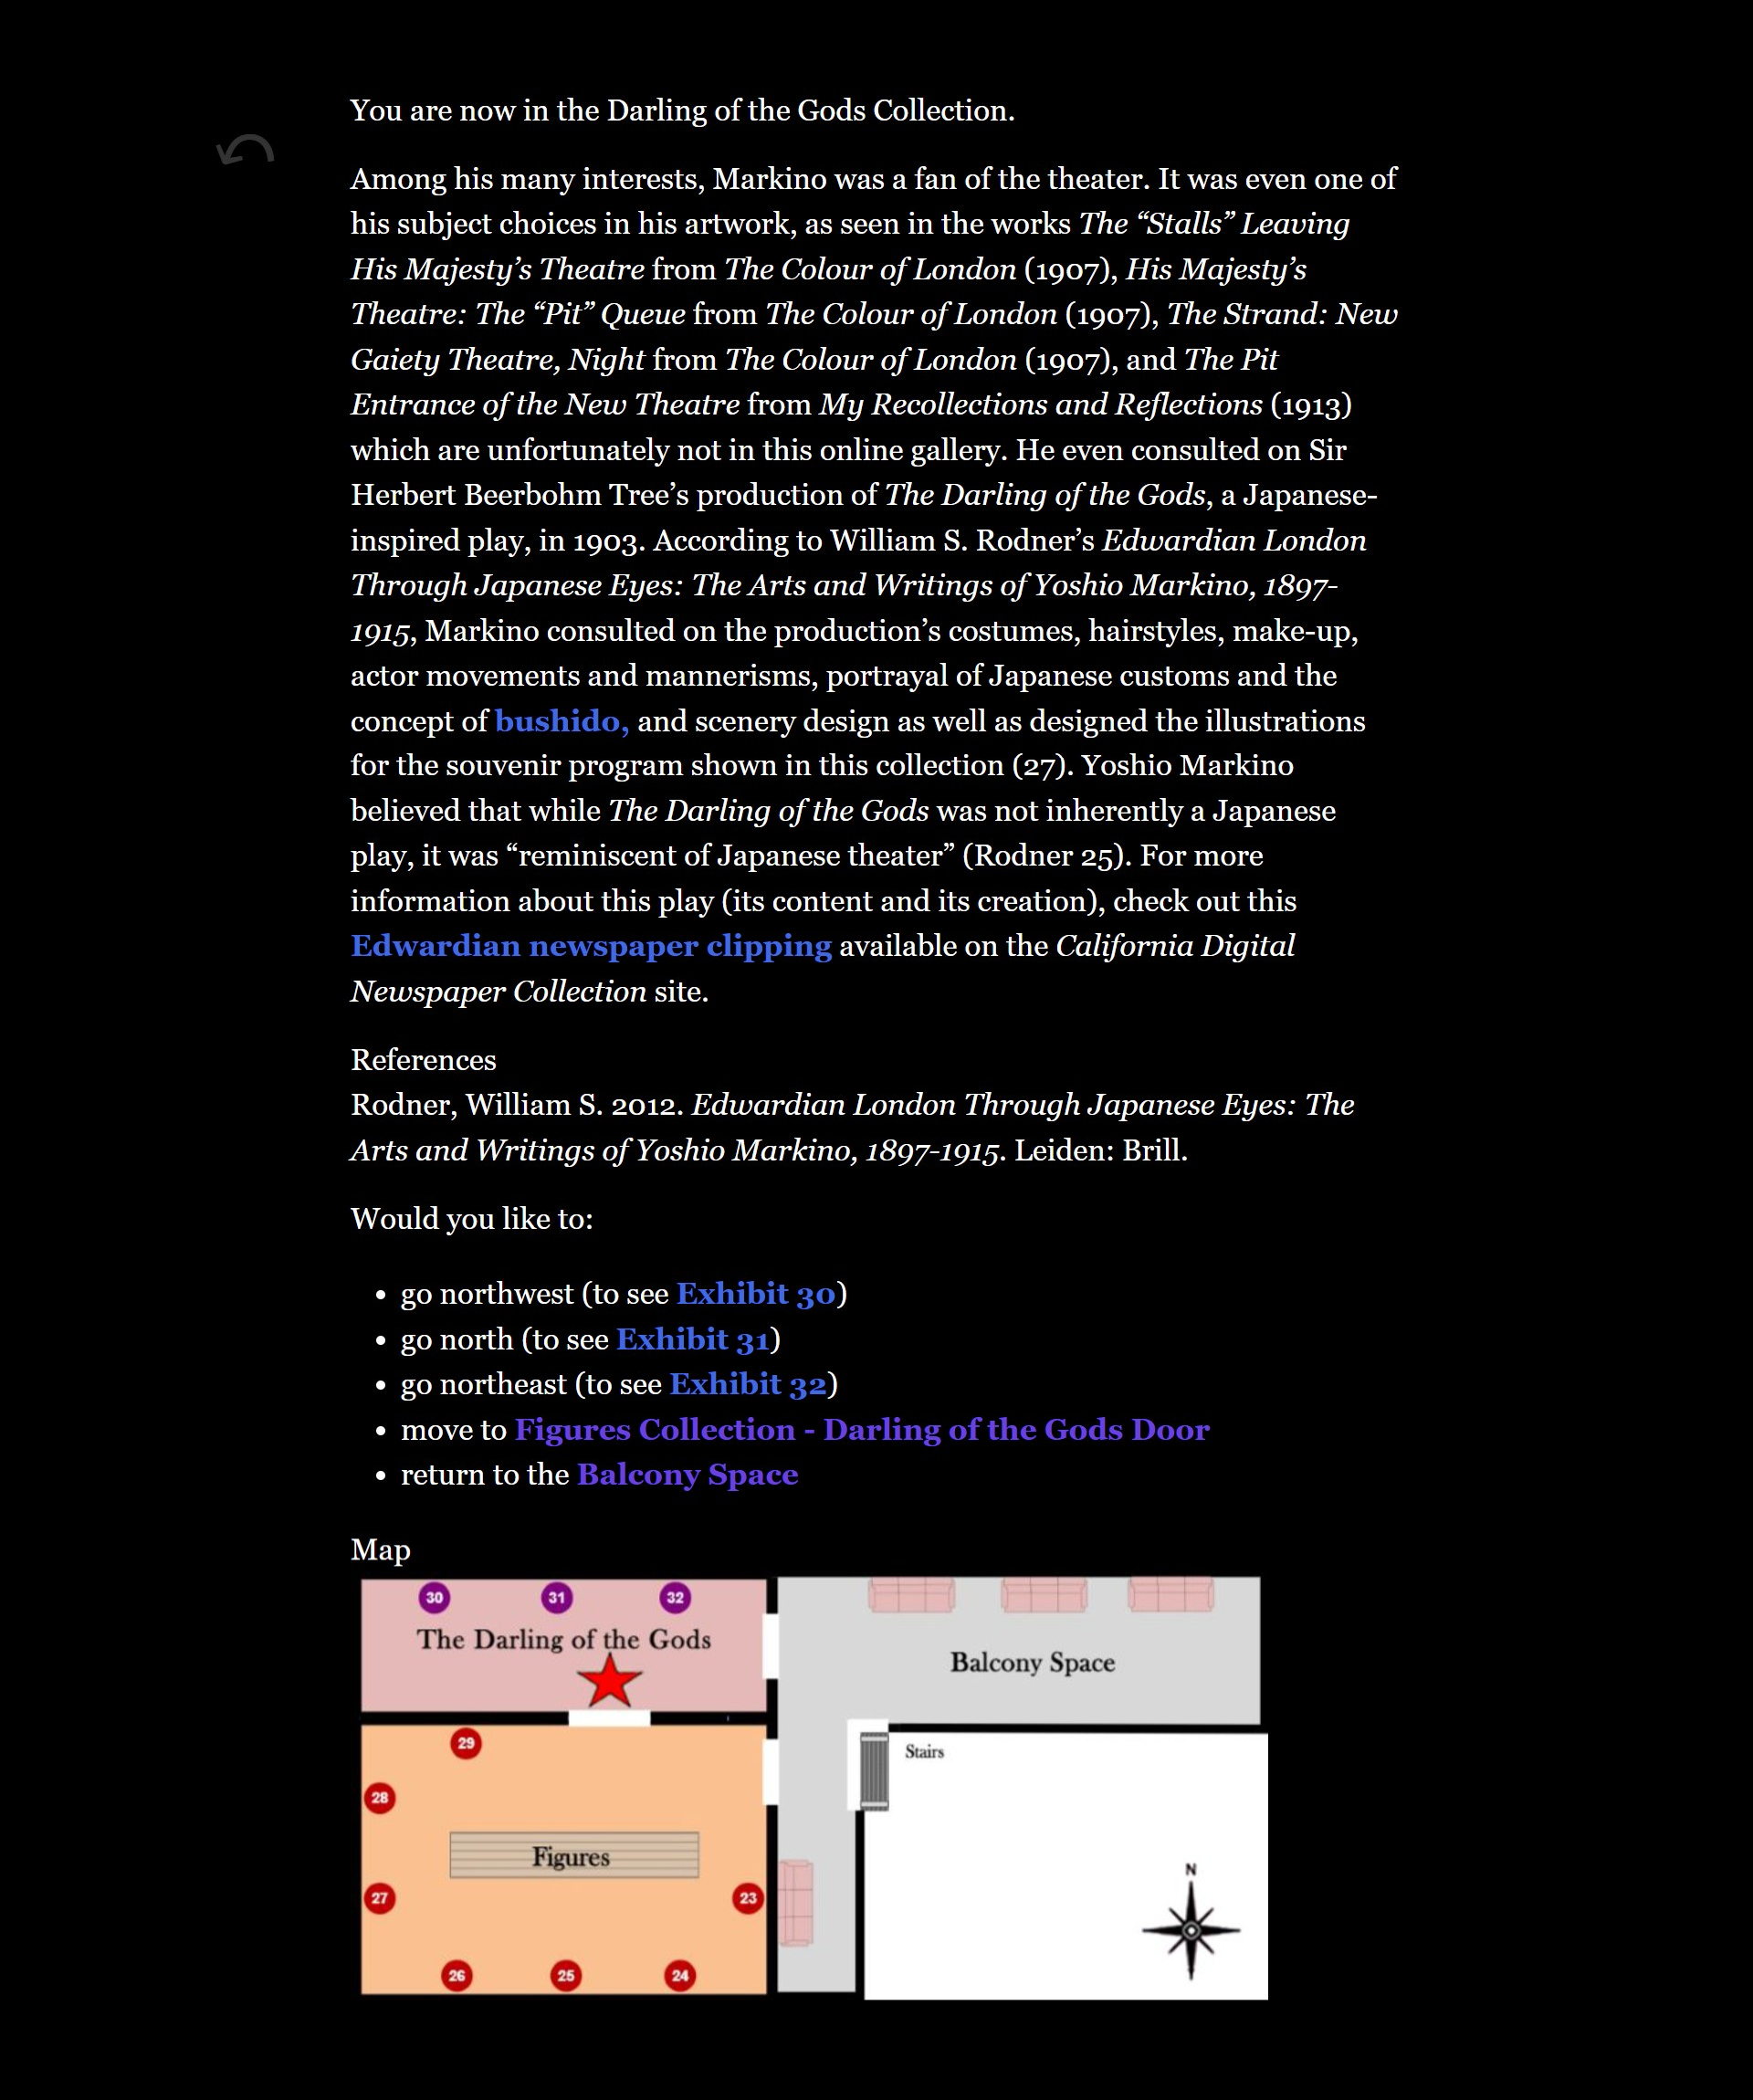 You are now in the Darling of the Gods Collection.
Among his many interests, Markino was a fan of the theater. It was even one of
his subject choices in his artwork, as seen in the works The “Stalls” Leaving
His Majesty’s Theatre from The Colour of London (1907), His Majesty’s
Theatre: The “Pit” Queue from The Colour of London (1907), The Strand: New
Gaiety Theatre, Night from The Colour of London (1907), and The Pit
Entrance of the New Theatre from My Recollections and Reflections (1913)
which are unfortunately not in this online gallery. He even consulted on Sir
Herbert Beerbohm Tree’s production of The Darling of the Gods, a Japanese-
inspired play, in 1903. According to William S. Rodner’s Edwardian London
Through Japanese Eyes: The Arts and Writings of Yoshio Markino, 1897-
1915, Markino consulted on the production’s costumes, hairstyles, make-up,
actor movements and mannerisms, portrayal of Japanese customs and the
concept of bushido, and scenery design as well as designed the illustrations
for the souvenir program shown in this collection (27). Yoshio Markino
believed that while The Darling of the Gods was not inherently a Japanese
play, it was “reminiscent of Japanese theater” (Rodner 25). For more
information about this play (its content and its creation), check out this
Edwardian newspaper clipping available on the California Digital
Newspaper Collection site.
References
Rodner, William S. 2012. Edwardian London Through Japanese Eyes: The
Arts and Writings of Yoshio Markino, 1897-1915. Leiden: Brill.
Would you like to:
• go northwest (to see Exhibit 30)
• go north (to see Exhibit 31)
• go northeast (to see Exhibit 32)
• move to Figures Collection - Darling of the Gods Door
• return to the Balcony Space
Map
30 31 32
The Darling of the Gods
Balcony Space
29
Stairs
28
Figures
N
27
23
26 25 24